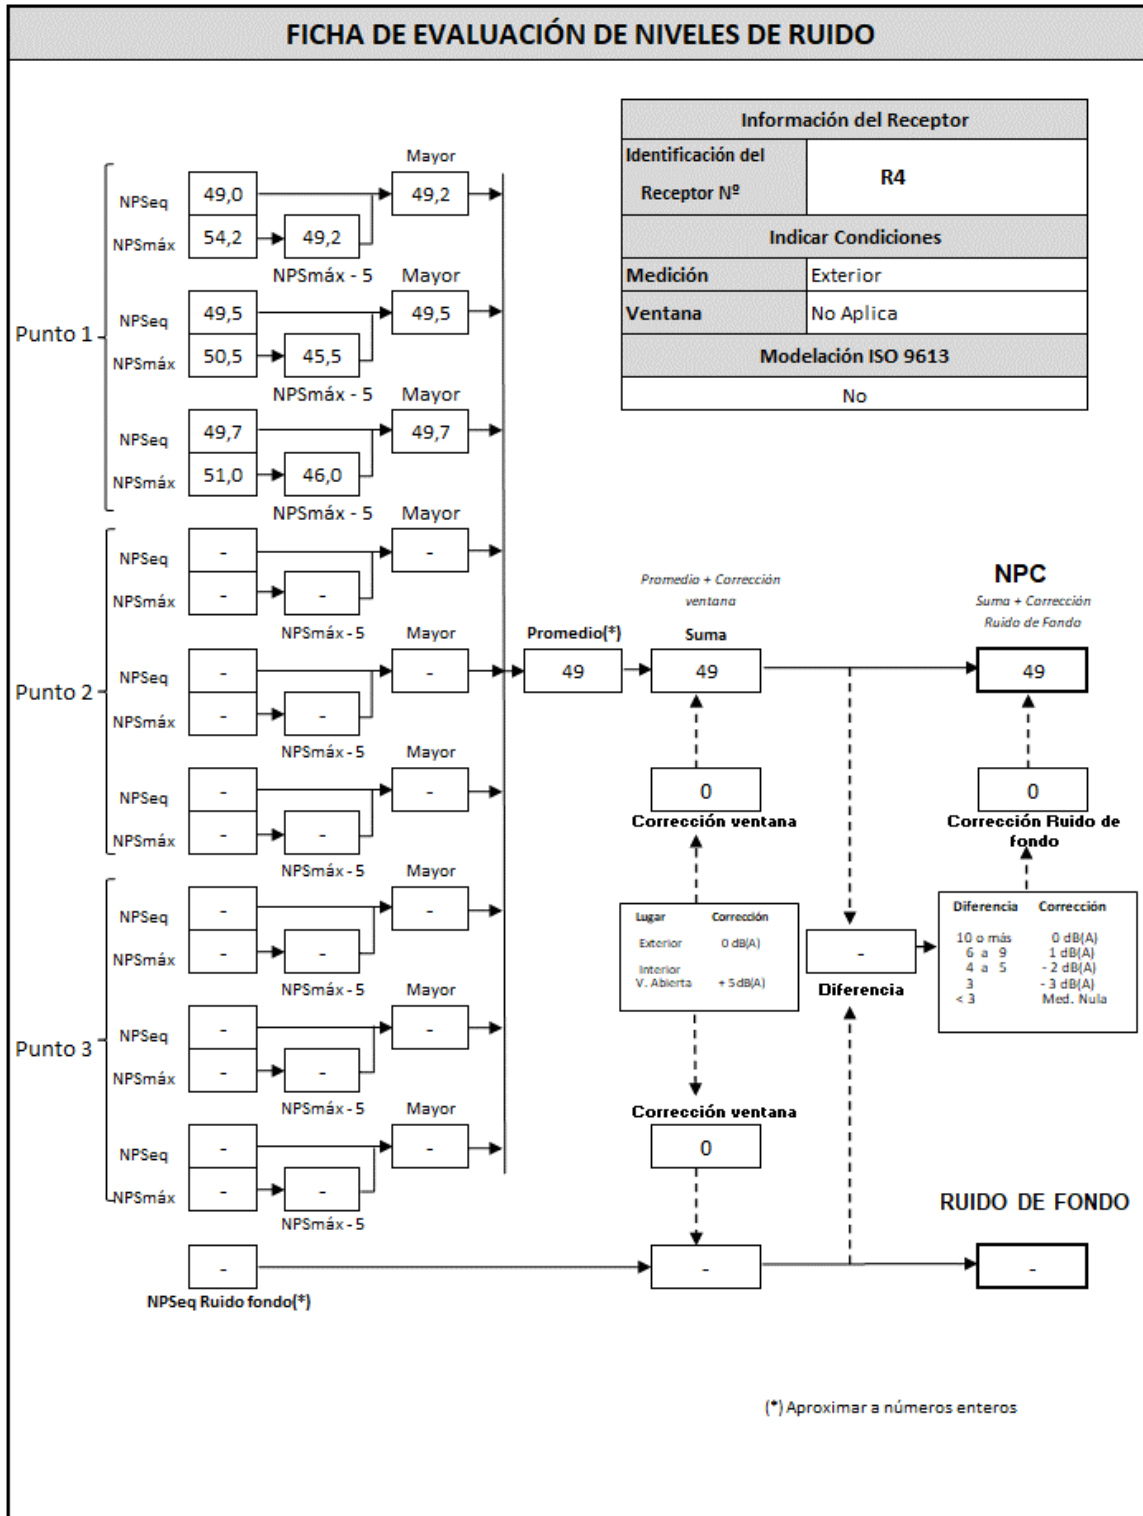 FICHA DE EVALUACIÓN DE NIVELES DE RUIDO
Información del Receptor
Identificación del Receptor Nº
R4
Indicar Condiciones
Medición Exterior
Ventana No Aplica
Modelación ISO 9613
No
Punto 1
Mayor
NPSeq 49,0 49,2
NPSmáx 54,2 49,2
NPSmáx - 5 Mayor
NPSeq 49,5 49,5
NPSmáx 50,5 45,5
NPSmáx - 5 Mayor
NPSeq 49,7 49,7
NPSmáx 51,0 46,0
NPSmáx - 5 Mayor
Punto 2
NPSeq - -
NPSmáx - -
NPSmáx - 5 Mayor
NPSeq - -
NPSmáx - -
NPSmáx - 5 Mayor
NPSeq - -
NPSmáx - -
NPSmáx - 5 Mayor
Punto 3
NPSeq - -
NPSmáx - -
NPSmáx - 5 Mayor
NPSeq - -
NPSmáx - -
NPSmáx - 5 Mayor
NPSeq - -
NPSmáx - -
NPSmáx - 5
-
NPSeq Ruido fondo(*)
Promedio(*)
49
Promedio + Corrección
ventana
Suma
49
0
Corrección ventana
Lugar Corrección
Exterior 0 dB(A)
Interior
V. Abierta + 5 dB(A)
Corrección ventana
0
-
-
Diferencia
NPC
Suma + Corrección
Ruido de Fondo
49
0
Corrección Ruido de
fondo
Diferencia Corrección
10 o más 0 dB(A)
6 a 9 1 dB(A)
4 a 5 - 2 dB(A)
3 - 3 dB(A)
< 3 Med. Nula
RUIDO DE FONDO
-
(*) Aproximar a números enteros